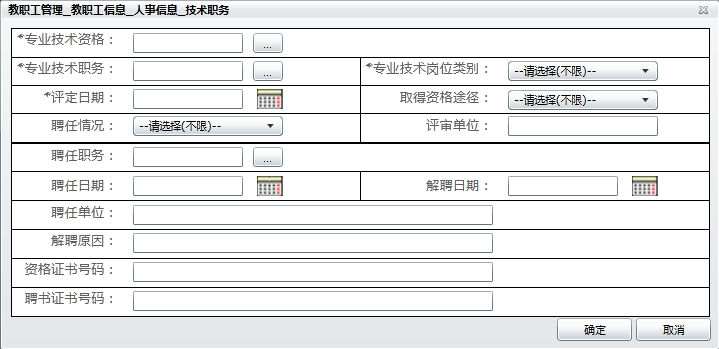 教职工管理_教职工信息_人事信息_技术职务
*专业技术资格：
...
*专业技术职务：
...
*专业技术岗位类别：
--请选择(不限)--
*评定日期：
取得资格途径：
--请选择(不限)--
聘任情况：
--请选择(不限)--
评审单位：
聘任职务：
...
聘任日期：
解聘日期：
聘任单位：
解聘原因：
资格证书号码：
聘书证书号码：
确定
取消